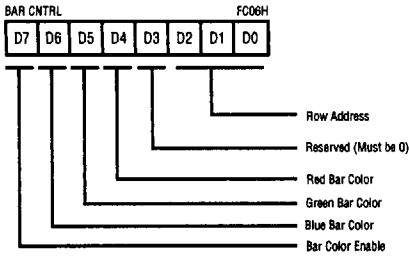 BAR CNTRL FC06H
D7 D6 D5 D4 D3 D2 D1 D0
Row Address
Reserved (Must be 0)
Red Bar Color
Green Bar Color
Blue Bar Color
Bar Color Enable